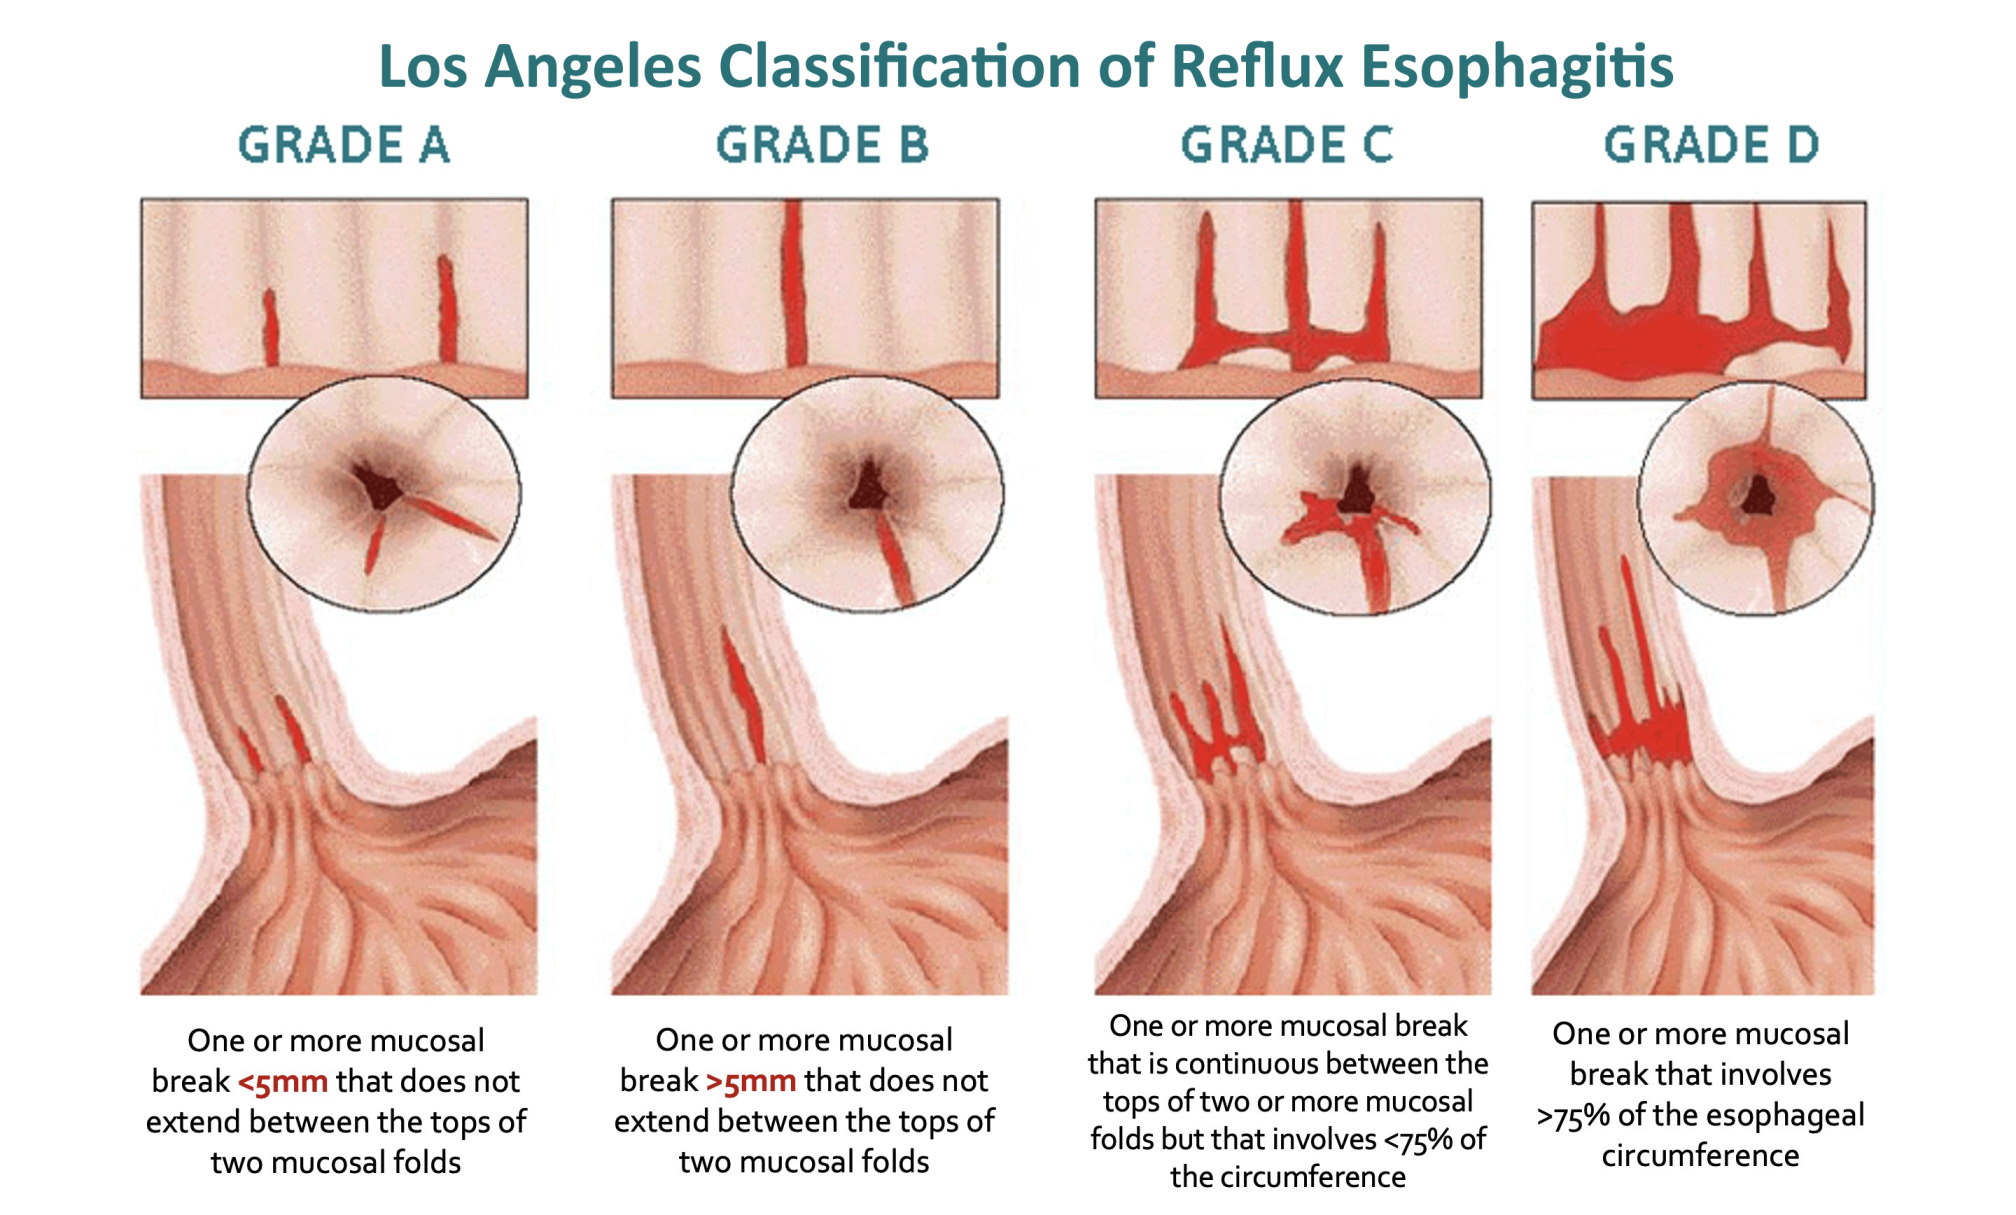 Los Angeles Classification of Reflux Esophagitis
GRADE A
GRADE B
GRADE C
GRADE D
One or more mucosal
break <5mm that does not
extend between the tops of
two mucosal folds
One or more mucosal
break >5mm that does not
extend between the tops of
two mucosal folds
One or more mucosal break
that is continuous between the
tops of two or more mucosal
folds but that involves <75% of
the circumference
One or more mucosal
break that involves
>75% of the esophageal
circumference